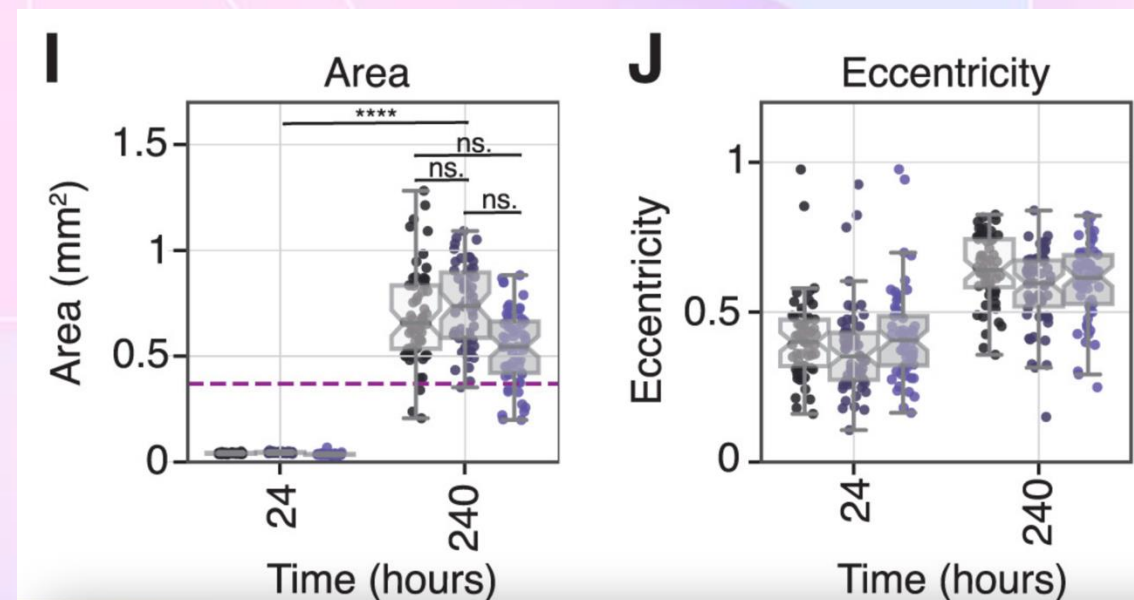 I
Area
Area (mm²)
1.5
1
0.5
0
****
ns.
ns.
ns.
24
240
Time (hours)
J
Eccentricity
Eccentricity
1
0.5
0
24
240
Time (hours)